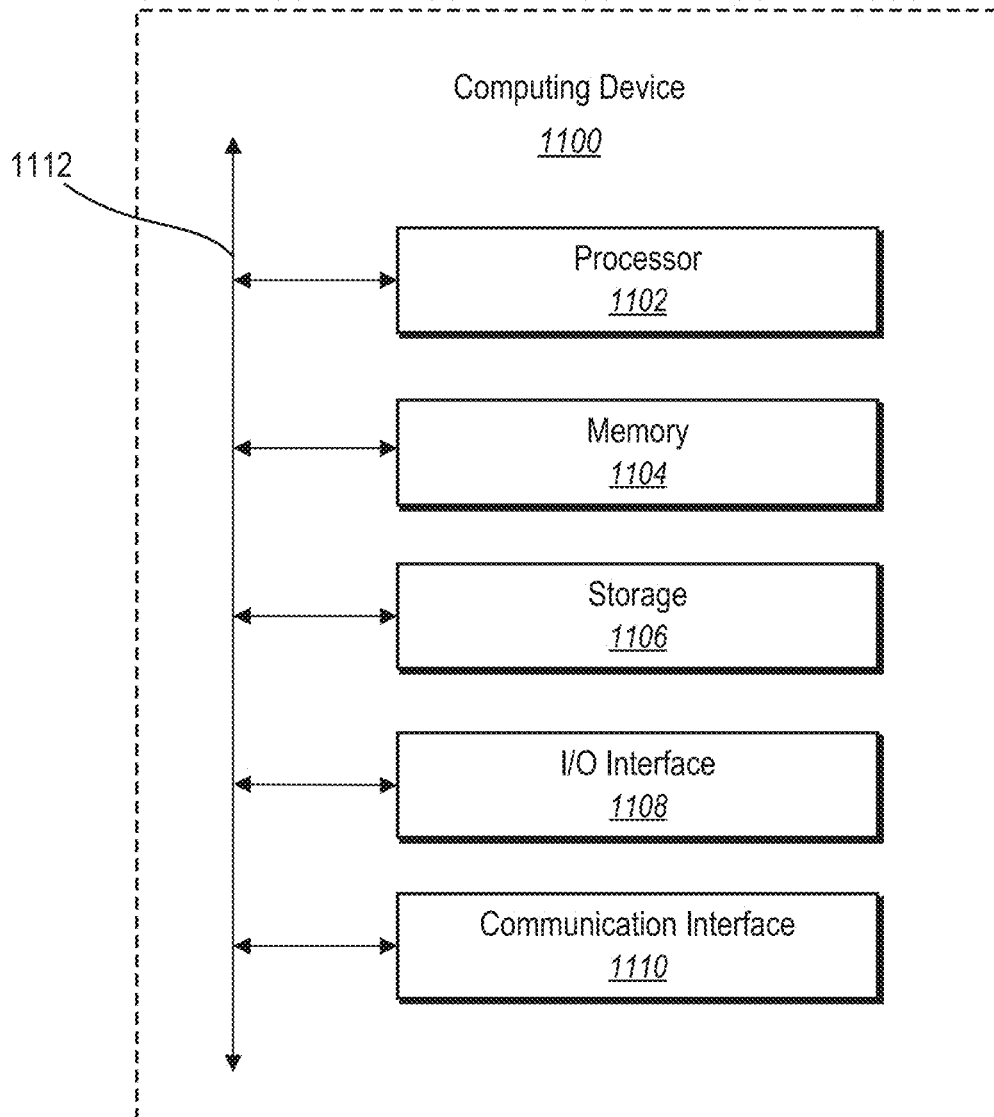 Computing Device
1100
1112
Processor
1102
Memory
1104
Storage
1106
I/O Interface
1108
Communication Interface
1110